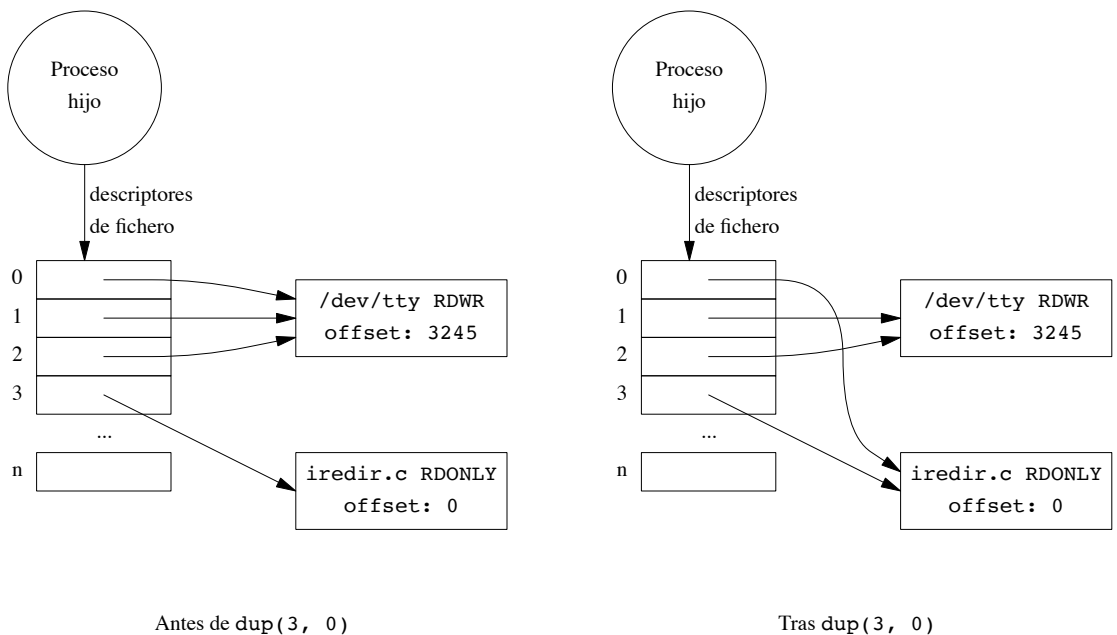 Proceso
hijo
descriptores
de fichero
0
1
2
3
...
n
/dev/tty RDWR
offset: 3245
iredir.c RDONLY
offset: 0
Antes de dup(3, 0)
Proceso
hijo
descriptores
de fichero
0
1
2
3
...
n
/dev/tty RDWR
offset: 3245
iredir.c RDONLY
offset: 0
Tras dup(3, 0)